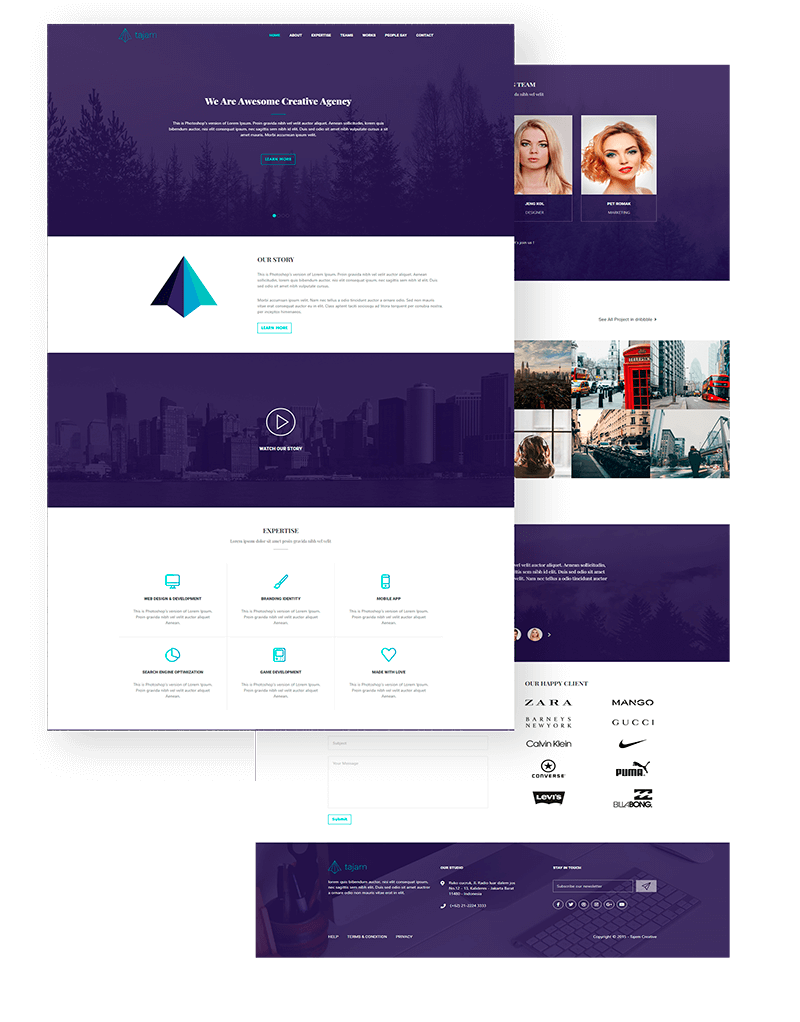 tajam
HOME ABOUT EXPERTISE TEAMS WORKS PEOPLE SAY CONTACT
We Are Awesome Creative Agency
This is Photoshop's version of Lorem Ipsum. Proin gravida nibh vel velit auctor aliquet. Aenean sollicitudin, lorem quis
bibendum auctor, nisi elit consequat ipsum, nec sagittis sem nibh id elit. Duis sed odio sit amet nibh vulputate cursus a sit
amet mauris. Morbi accumsan ipsum velit.
LEARN MORE
OUR STORY
This is Photoshop's version of Lorem Ipsum. Proin gravida nibh vel velit auctor aliquet. Aenean
sollicitudin, lorem quis bibendum auctor, nisi elit consequat ipsum, nec sagittis sem nibh id elit. Duis
sed odio sit amet nibh vulputate cursus.
Morbi accumsan ipsum velit. Nam nec tellus a odio tincidunt auctor a ornare odio. Sed non mauris
vitae erat consequat auctor eu in elit. Class aptent taciti sociosqu ad litora torquent per conubia nostra,
per inceptos himenaeos.
LEARN MORE
WATCH OUR STORY
EXPERTISE
Lorem ipsum dolor sit amet proin gravida nibh vel velit
WEB DESIGN & DEVELOPMENT
This is Photoshop's version of Lorem Ipsum.
Proin gravida nibh vel velit auctor aliquet
Aenean.
BRANDING IDENTITY
This is Photoshop's version of Lorem Ipsum.
Proin gravida nibh vel velit auctor aliquet
Aenean.
MOBILE APP
This is Photoshop's version of Lorem Ipsum.
Proin gravida nibh vel velit auctor aliquet
Aenean.
SEARCH ENGINE OPTIMIZATION
This is Photoshop's version of Lorem Ipsum.
Proin gravida nibh vel velit auctor aliquet
Aenean.
GAME DEVELOPMENT
This is Photoshop's version of Lorem Ipsum.
Proin gravida nibh vel velit auctor aliquet
Aenean.
MADE WITH LOVE
This is Photoshop's version of Lorem Ipsum.
Proin gravida nibh vel velit auctor aliquet
Aenean.
TEAM
nibh vel velit
JENG KOL
DESIGNER
PET ROMAK
MARKETING
join us !
See All Project in dribbble
vel velit auctor aliquet. Aenean sollicitudin,
sem nibh id elit. Duis sed odio sit amet
velit. Nam nec tellus a odio tincidunt auctor
OUR HAPPY CLIENT
ZARA MANGO
BARNEYS
NEWYORK
GUCCI
Calvin Klein
CONVERSE
PUMA
LEVI'S
BILLABONG
Subject
Your Message
Submit
tajam
lorem quis bibendum auctor, nisi elit consequat ipsum,
nec sagittis sem nibh id elit. Duis sed odio sit amet auctror
a ornare odio non mauris vitae erat in elit
HELP TERMS & CONDITION PRIVACY
OUR STUDIO
Ruko cucruk, Jl. Radio luar dalem jos
No.12 - 13, Kalideres - Jakarta Barat
11480 - Indonesia
(+62) 21-2224 3333
STAY IN TOUCH
Subscribe our newsletter
Copyright © 2015 - Tajam Creative